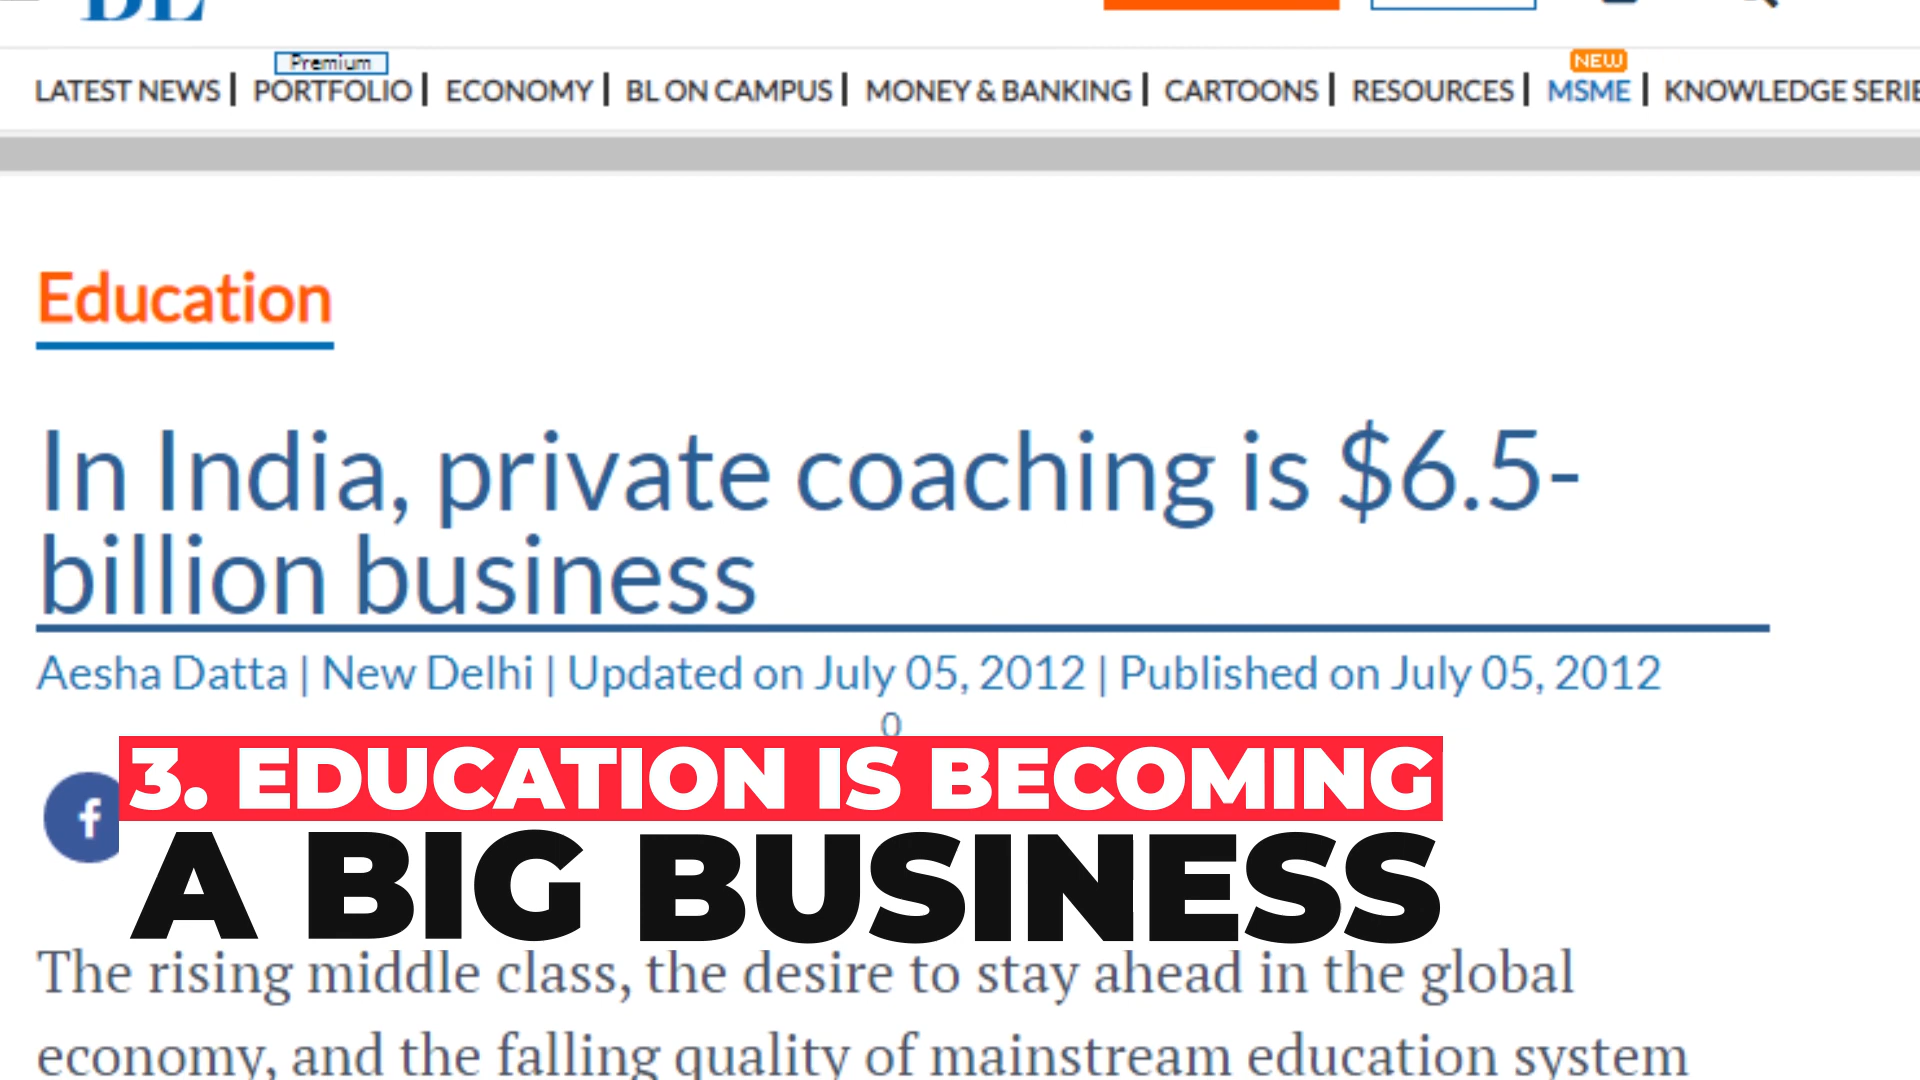 Premium
NEW
LATEST NEWS | PORTFOLIO | ECONOMY | BL ON CAMPUS | MONEY & BANKING | CARTOONS | RESOURCES | MSME | KNOWLEDGE
Education
In India, private coaching is $6.5-
billion business
Aesha Datta | New Delhi | Updated on July 05, 2012 | Published on July 05, 2012
0
f
3. EDUCATION IS BECOMING
A BIG BUSINESS
The rising middle class, the desire to stay ahead in the global
economy, and the falling quality of mainstream education system